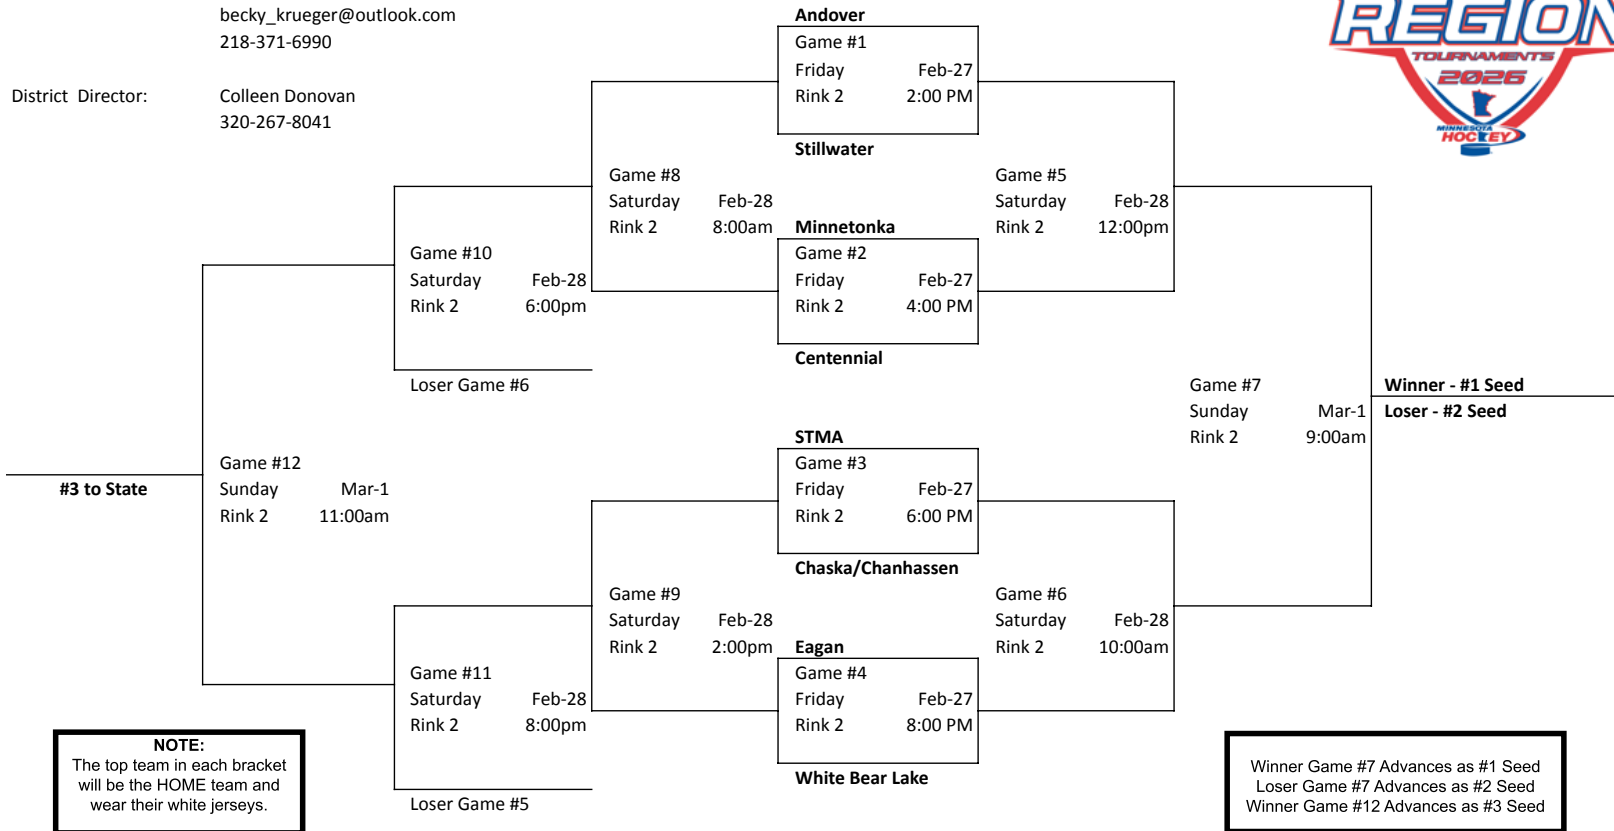 becky_krueger@outlook.com
218-371-6990
District Director: Colleen Donovan
320-267-8041
REGION
TOURNAMENTS
2026
MINNESOTA
HOCKEY
Andover
Game #1
Friday Feb-27
Rink 2 2:00 PM
Stillwater
Game #8
Saturday Feb-28
Rink 2 8:00am
Game #5
Saturday Feb-28
Rink 2 12:00pm
Minnetonka
Game #2
Friday Feb-27
Rink 2 4:00 PM
Centennial
Game #10
Saturday Feb-28
Rink 2 6:00pm
Loser Game #6
Game #7
Sunday Mar-1
Rink 2 9:00am
Winner - #1 Seed
Loser - #2 Seed
STMA
Game #3
Friday Feb-27
Rink 2 6:00 PM
Chaska/Chanhassen
#3 to State
Game #12
Sunday Mar-1
Rink 2 11:00am
Game #9
Saturday Feb-28
Rink 2 2:00pm
Game #6
Saturday Feb-28
Rink 2 10:00am
Eagan
Game #4
Friday Feb-27
Rink 2 8:00 PM
White Bear Lake
Game #11
Saturday Feb-28
Rink 2 8:00pm
Loser Game #5
NOTE:
The top team in each bracket
will be the HOME team and
wear their white jerseys.
Winner Game #7 Advances as #1 Seed
Loser Game #7 Advances as #2 Seed
Winner Game #12 Advances as #3 Seed